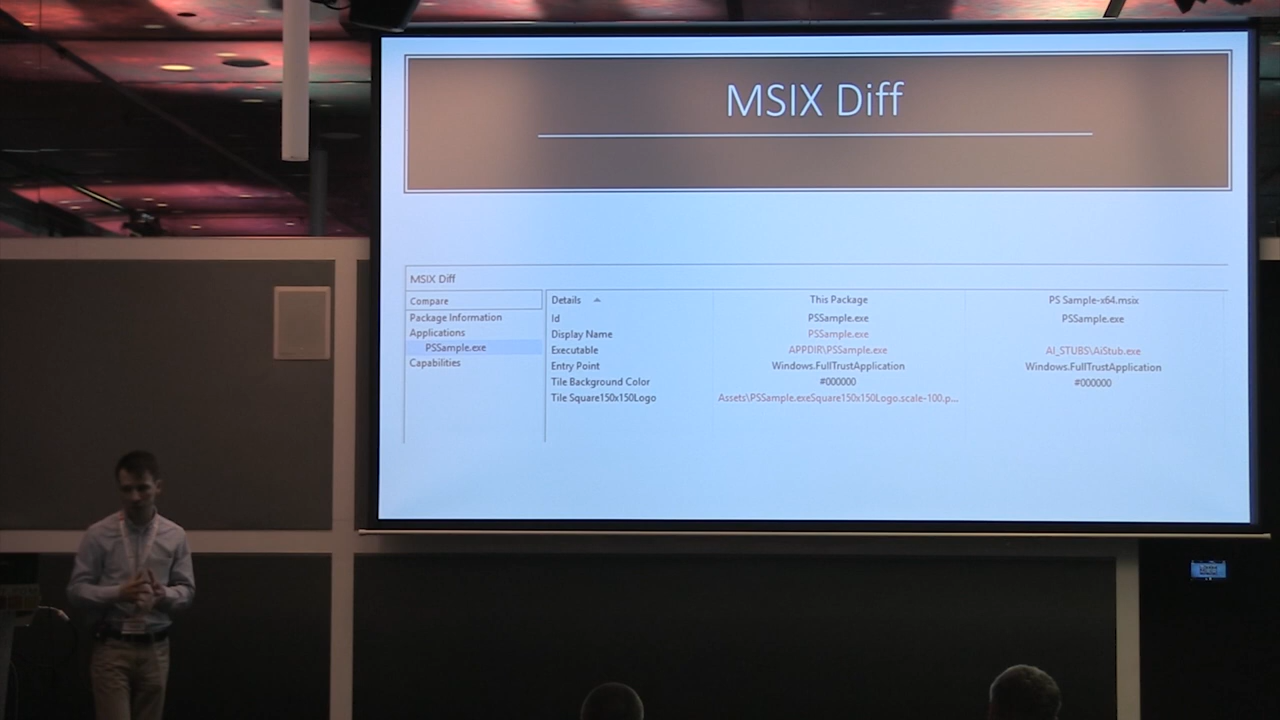 MSIX Diff
MSIX Diff
Compare
Package Information
Applications
PSSample.exe
Capabilities
Details This Package PS Sample-x64.msix
Id PSSample.exe PSSample.exe
Display Name PSSample.exe
Executable APPDIR\PSSample.exe AI_STUBS\AiStub.exe
Entry Point Windows.FullTrustApplication Windows.FullTrustApplication
Tile Background Color #000000 #000000
Tile Square150x150Logo Assets\PSSample.exeSquare150x150Logo.scale-100.p...